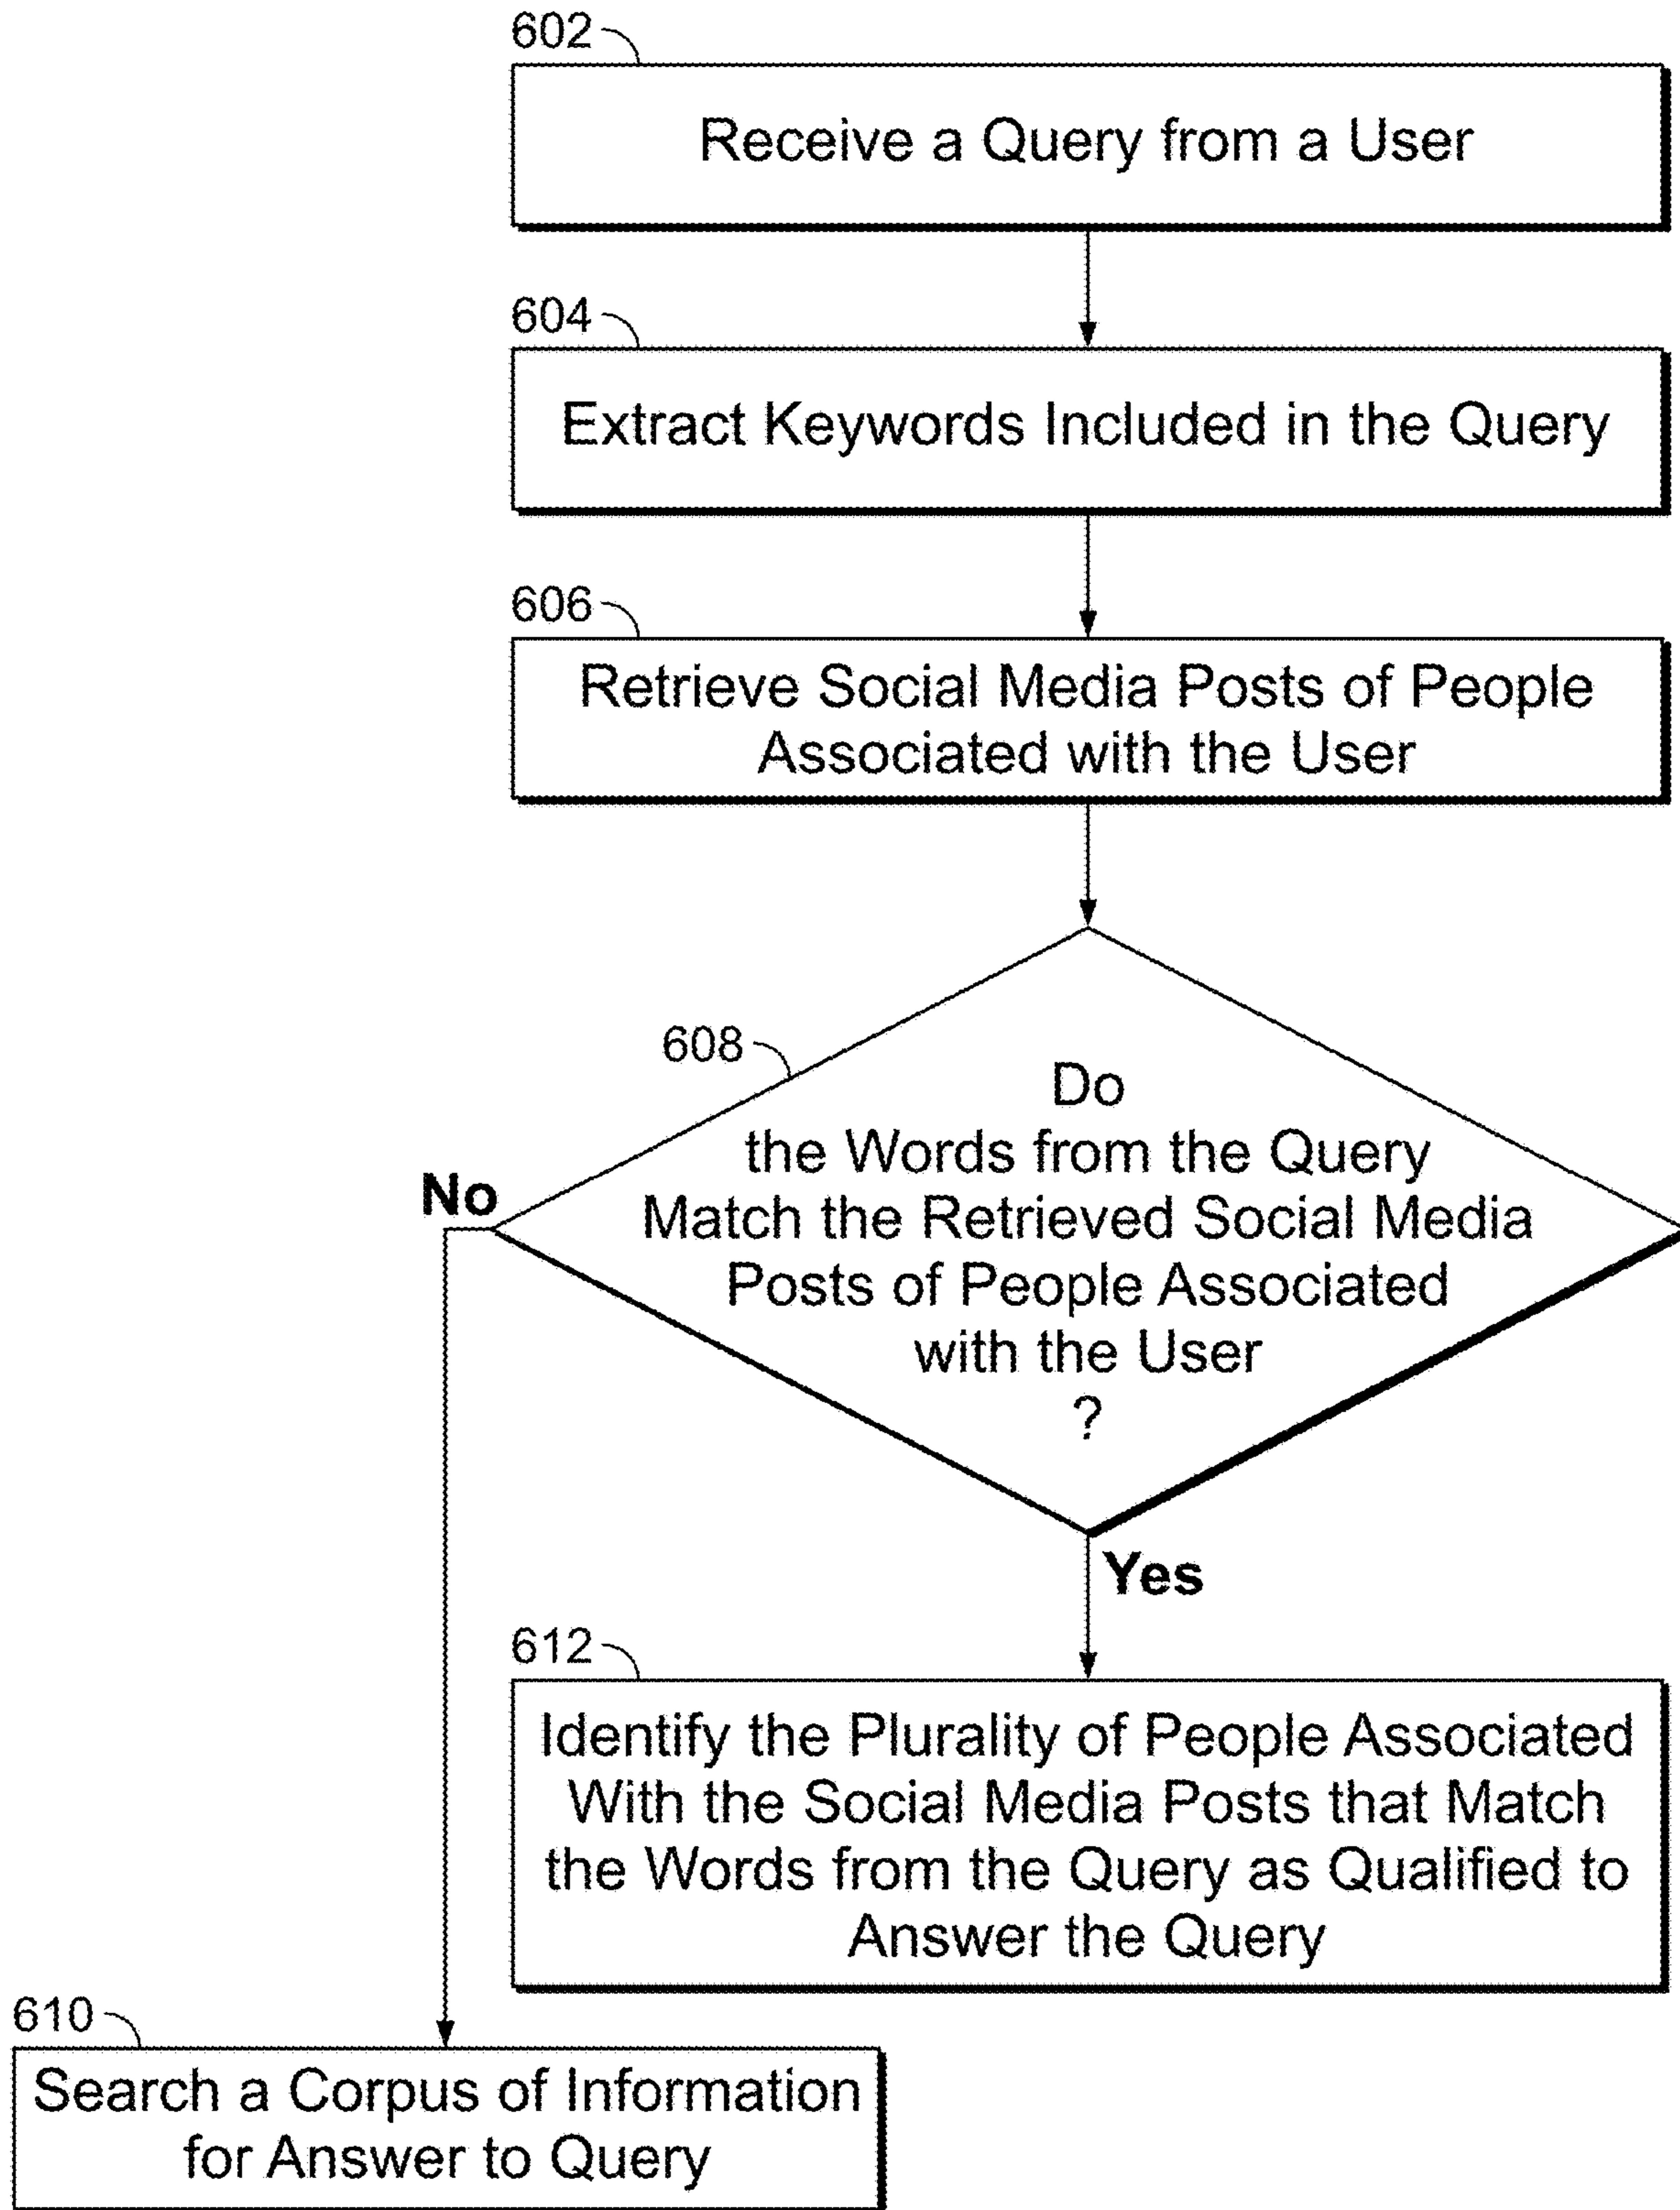 602
Receive a Query from a User
604
Extract Keywords Included in the Query
606
Retrieve Social Media Posts of People
Associated with the User
608
Do
the Words from the Query
Match the Retrieved Social Media
Posts of People Associated
with the User
?
No
Yes
612
Identify the Plurality of People Associated
With the Social Media Posts that Match
the Words from the Query as Qualified to
Answer the Query
610
Search a Corpus of Information
for Answer to Query